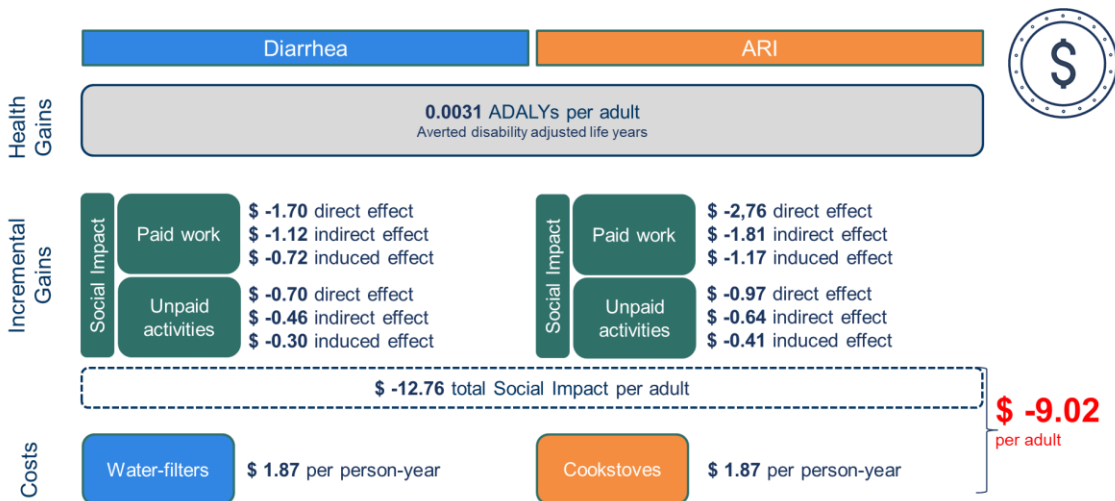 Diarrhea
ARI
$
Health
Gains
0.0031 ADALYs per adult
Averted disability adjusted life years
Incremental
Gains
Social Impact
Paid work
$ -1.70 direct effect
$ -1.12 indirect effect
$ -0.72 induced effect
Unpaid
activities
$ -0.70 direct effect
$ -0.46 indirect effect
$ -0.30 induced effect
Social Impact
Paid work
$ -2,76 direct effect
$ -1.81 indirect effect
$ -1.17 induced effect
Unpaid
activities
$ -0.97 direct effect
$ -0.64 indirect effect
$ -0.41 induced effect
$ -12.76 total Social Impact per adult
$ -9.02
per adult
Costs
Water-filters
$ 1.87 per person-year
Cookstoves
$ 1.87 per person-year